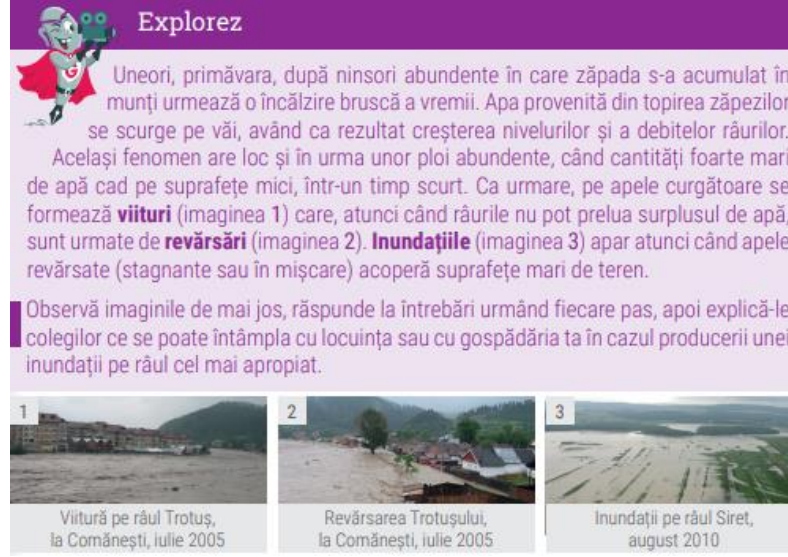 Explorez
Uneori, primăvara, după ninsori abundente în care zăpada s-a acumulat în
munți urmează o încălzire bruscă a vremii. Apa provenită din topirea zăpezilor
se scurge pe văi, având ca rezultat creșterea nivelurilor și a debitelor râurilor.
Același fenomen are loc și în urma unor ploi abundente, când cantități foarte mari
de apă cad pe suprafețe mici, într-un timp scurt. Ca urmare, pe apele curgătoare se
formează viituri (imaginea 1) care, atunci când râurile nu pot prelua surplusul de apă,
sunt urmate de revărsări (imaginea 2). Inundațiile (imaginea 3) apar atunci când apele
revărsate (stagnante sau în mișcare) acoperă suprafețe mari de teren.
Observă imaginile de mai jos, răspunde la întrebări urmând fiecare pas, apoi explică-le
colegilor ce se poate întâmpla cu locuința sau cu gospodăria ta în cazul producerii unei
inundații pe râul cel mai apropiat.
1
Viitură pe râul Trotuș,
la Comănești, iulie 2005
2
Revărsarea Trotușului,
la Comănești, iulie 2005
3
Inundații pe râul Siret,
august 2010